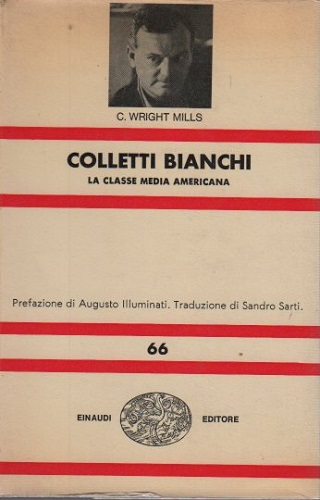 C. WRIGHT MILLS
COLLETTI BIANCHI
LA CLASSE MEDIA AMERICANA
Prefazione di Augusto Illuminati. Traduzione di Sandro Sarti.
66
EINAUDI EDITORE